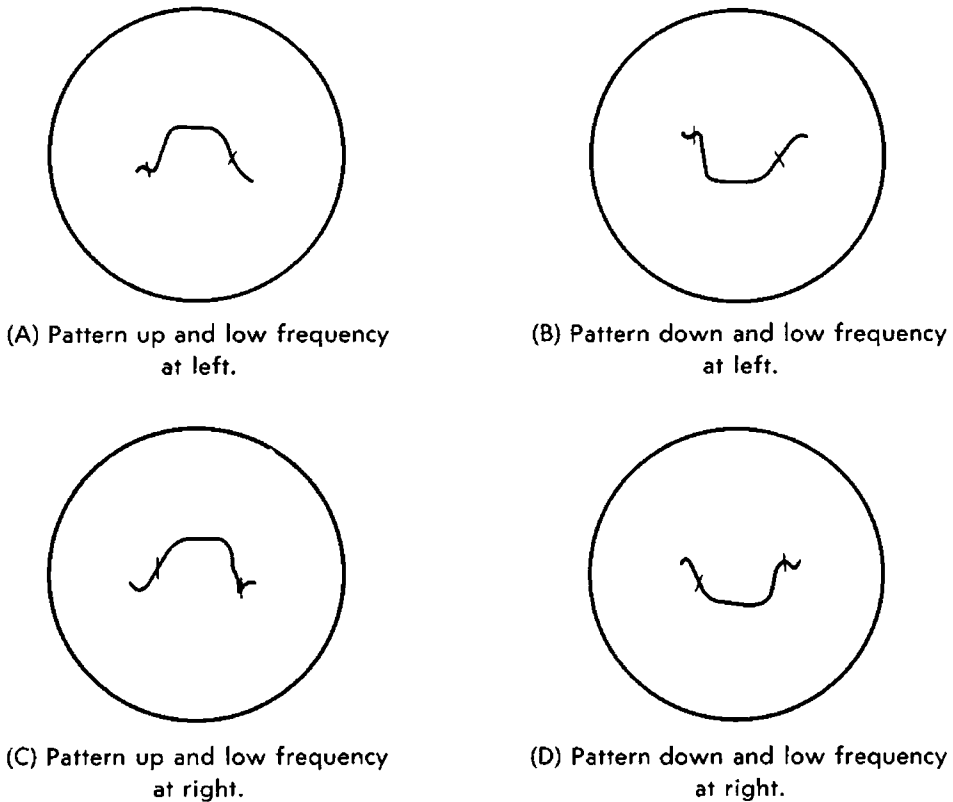 (A) Pattern up and low frequency
at left.
(B) Pattern down and low frequency
at left.
(C) Pattern up and low frequency
at right.
(D) Pattern down and low frequency
at right.